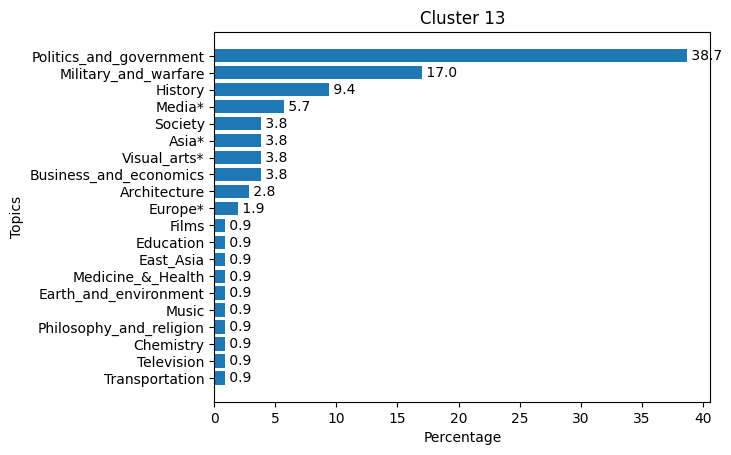 Cluster 13
Politics_and_government 38.7
Military_and_warfare 17.0
History 9.4
Media* 5.7
Society 3.8
Asia* 3.8
Visual_arts* 3.8
Business_and_economics 3.8
Architecture 2.8
Europe* 1.9
Films 0.9
Education 0.9
East_Asia 0.9
Medicine_&_Health 0.9
Earth_and_environment 0.9
Music 0.9
Philosophy_and_religion 0.9
Chemistry 0.9
Television 0.9
Transportation 0.9
Topics
0 5 10 15 20 25 30 35 40
Percentage